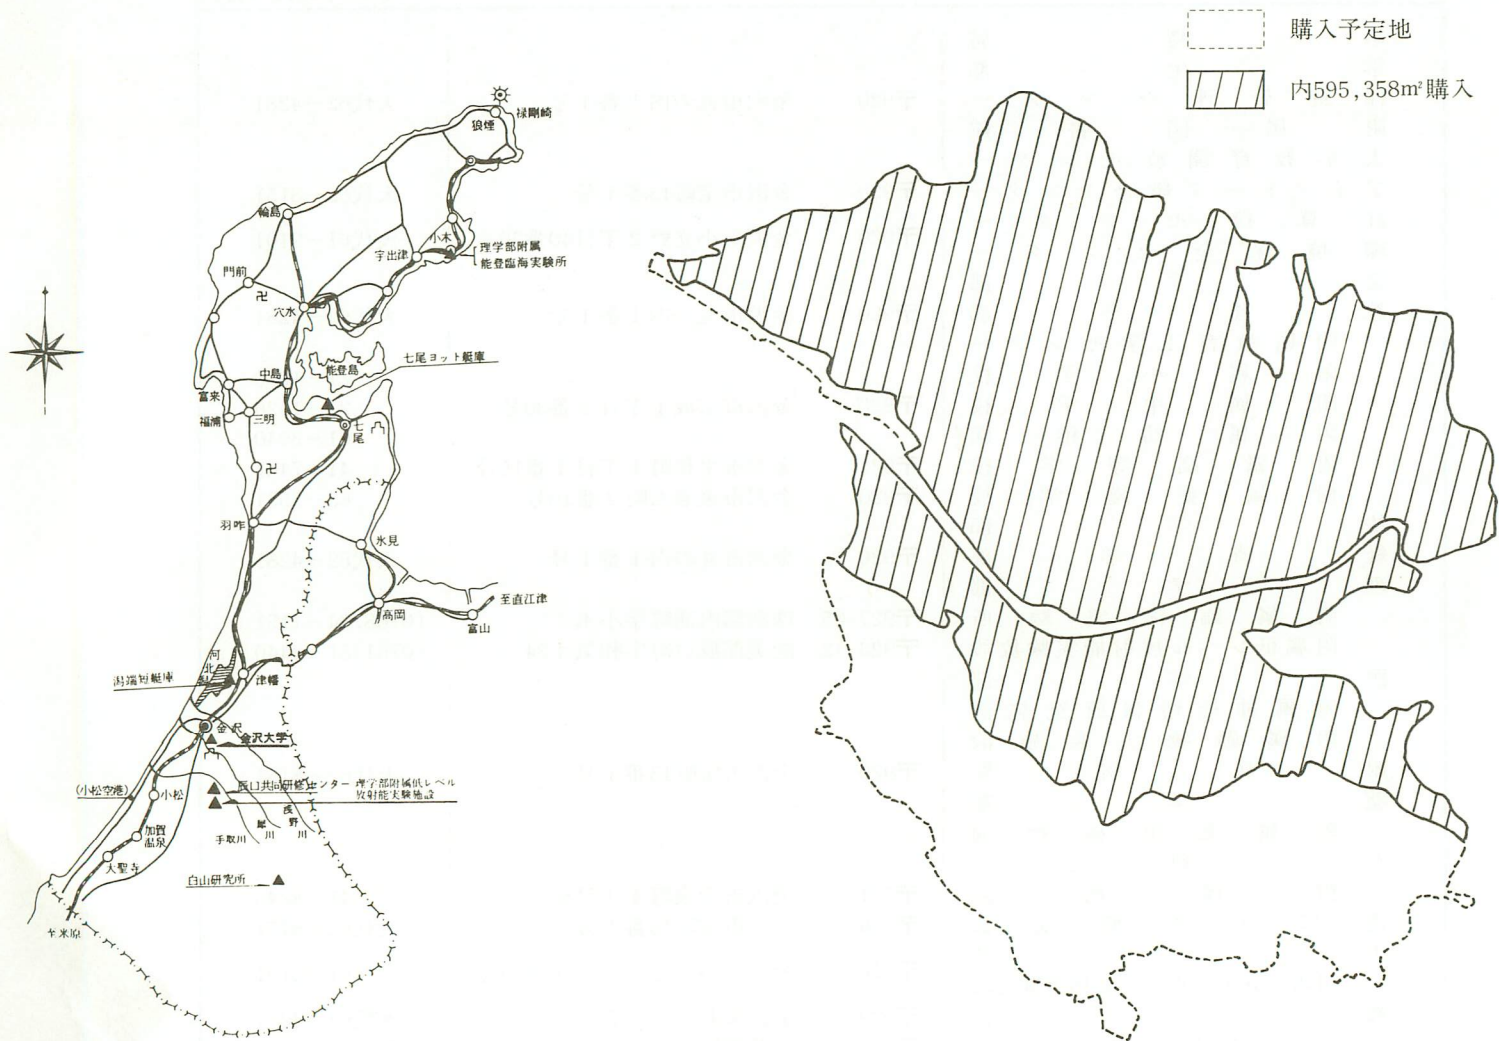 購入予定地
内595,358㎡購入
禄剛崎
狼煙
輪島
小木
宇出津
理学部附属
能登臨海実験所
門前
穴水
七尾ヨット艇庫
能登島
中島
富来
福浦
三明
七尾
羽咋
氷見
至直江津
高岡
富山
河北潟
潟端短艇庫
津幡
金沢
金沢大学
辰口共同研修センター
理学部附属低レベル
放射能実験施設
(小松空港)
小松
浅野川
犀川
手取川
加賀
温泉
大聖寺
白山研究所
至米原